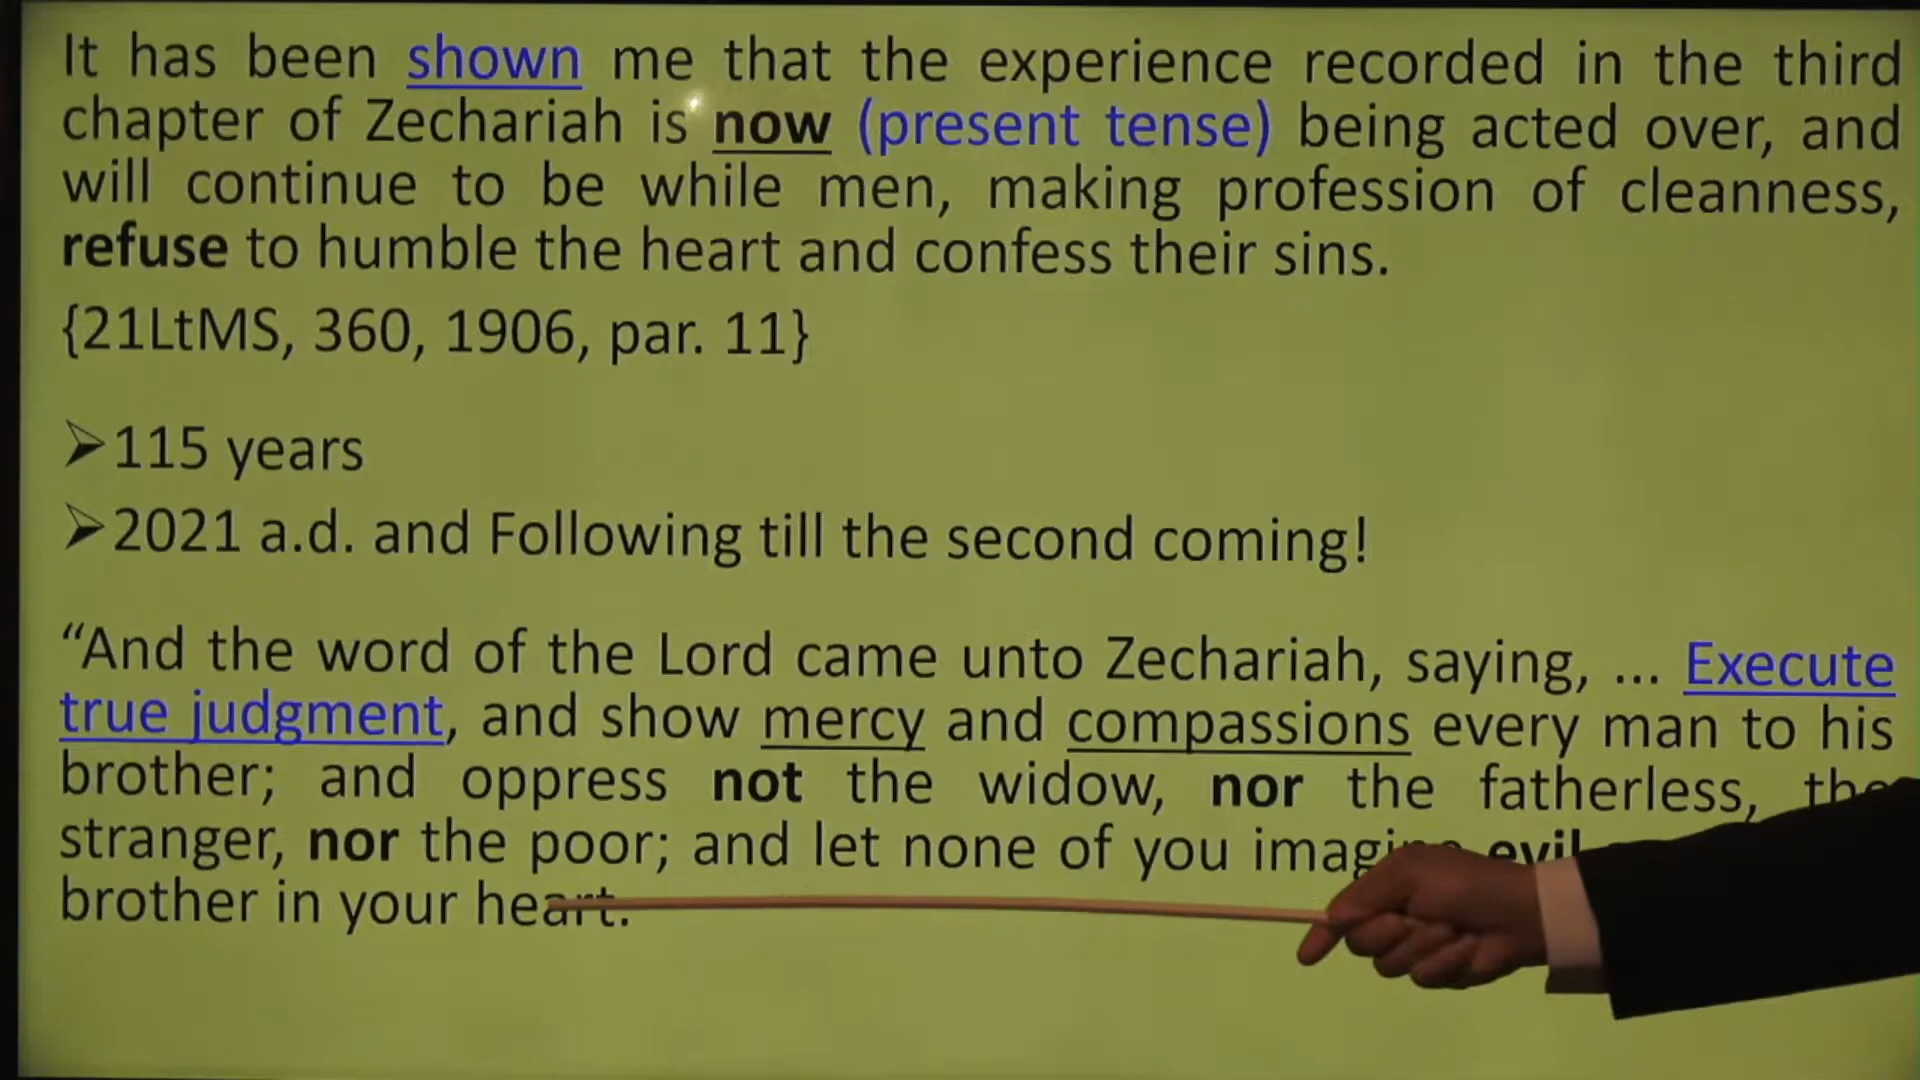 It has been shown me that the experience recorded in the third
chapter of Zechariah is now (present tense) being acted over, and
will continue to be while men, making profession of cleanness,
refuse to humble the heart and confess their sins.
{21LtMS, 360, 1906, par. 11}
➢115 years
➢2021 a.d. and Following till the second coming!
“And the word of the Lord came unto Zechariah, saying, ... Execute
true judgment, and show mercy and compassions every man to his
brother; and oppress not the widow, nor the fatherless, the
stranger, nor the poor; and let none of you imagine evil
brother in your heart.